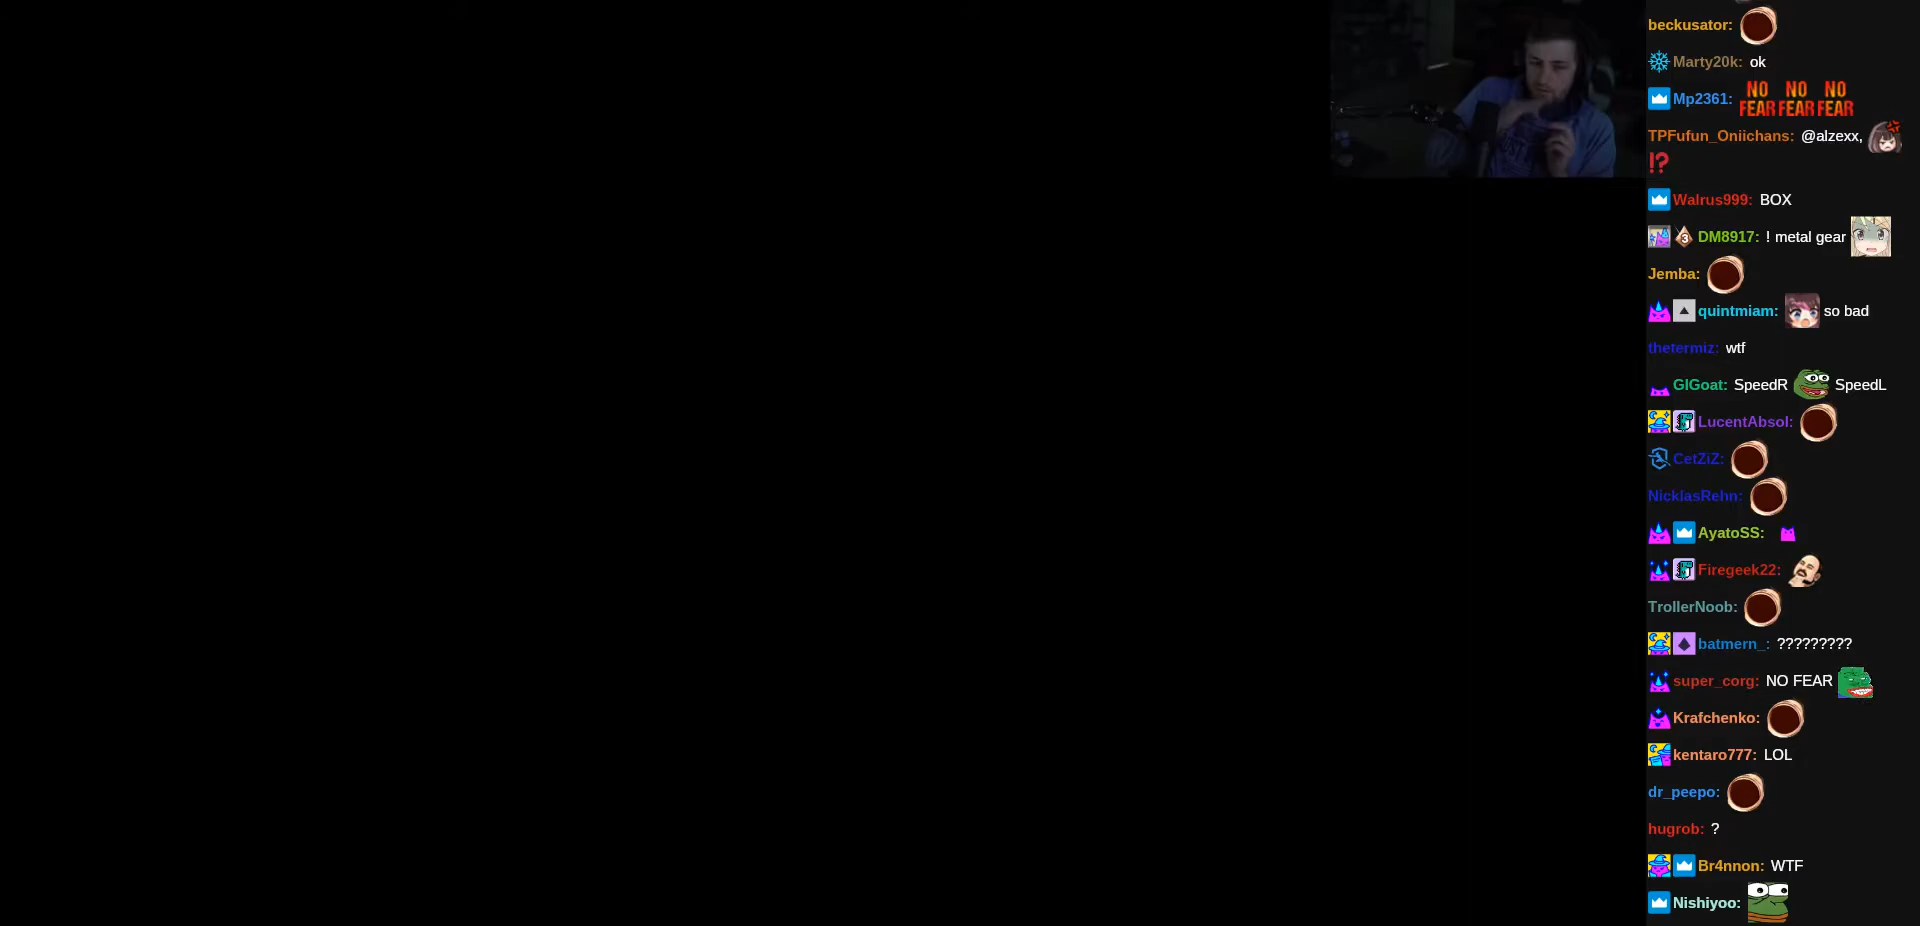 beckusator:
Marty20k: ok
Mp2361: NO FEAR NO FEAR NO FEAR
TPFufun_Oniichans: @alzexx,
!?
Walrus999: BOX
DM8917: ! metal gear
Jemba:
quintmiam: so bad
thetermiz: wtf
GIGoat: SpeedR SpeedL
LucentAbsol:
CetZiZ:
NicklasRehn:
AyatoSS:
Firegeek22:
TrollerNoob:
batmern_: ?????????
super_corg: NO FEAR
Krafchenko:
kentaro777: LOL
dr_peepo:
hugrob: ?
Br4nnon: WTF
Nishiyoo: